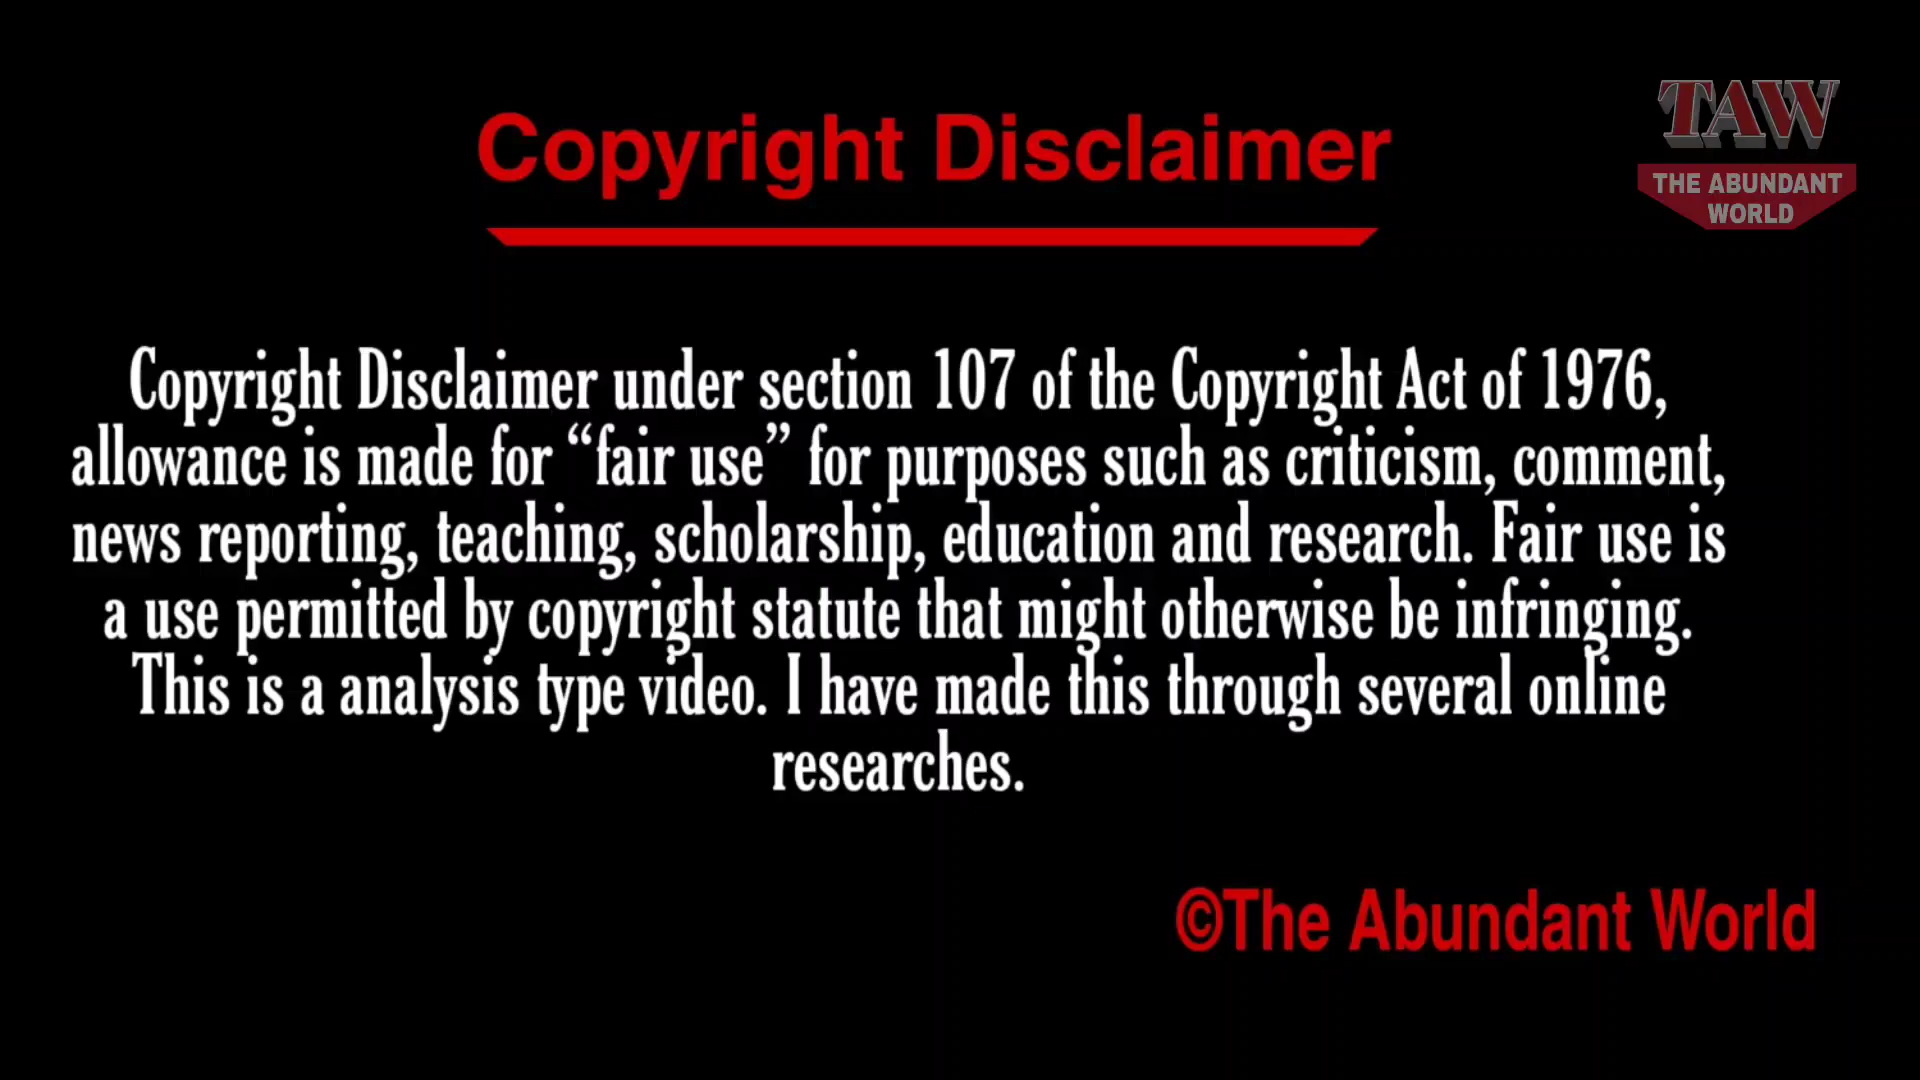 Copyright Disclaimer
TAW
THE ABUNDANT
WORLD
Copyright Disclaimer under section 107 of the Copyright Act of 1976,
allowance is made for “fair use” for purposes such as criticism, comment,
news reporting, teaching, scholarship, education and research. Fair use is
a use permitted by copyright statute that might otherwise be infringing.
This is a analysis type video. I have made this through several online
researches.
©The Abundant World